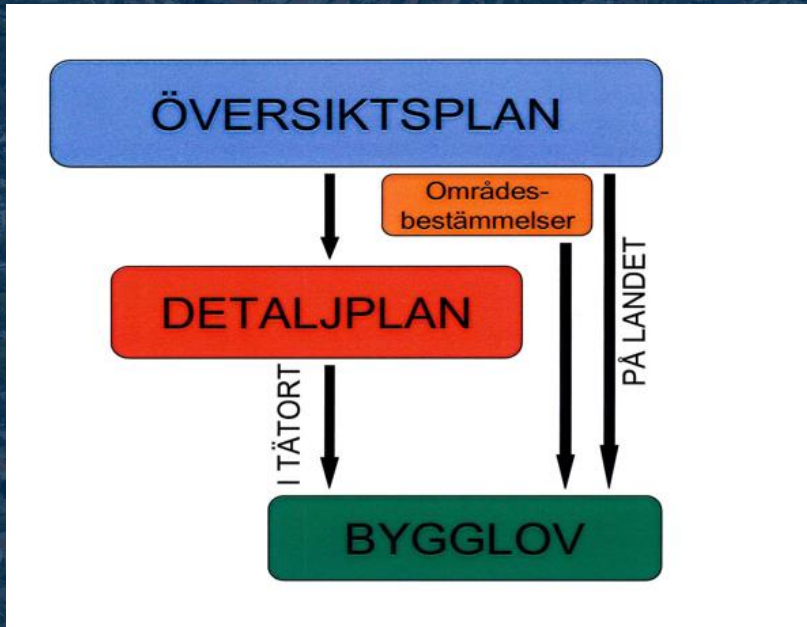 ÖVERSIKTSPLAN
Områdes-
bestämmelser
DETALJPLAN
I TÄTORT
PÅ LANDET
BYGGLOV